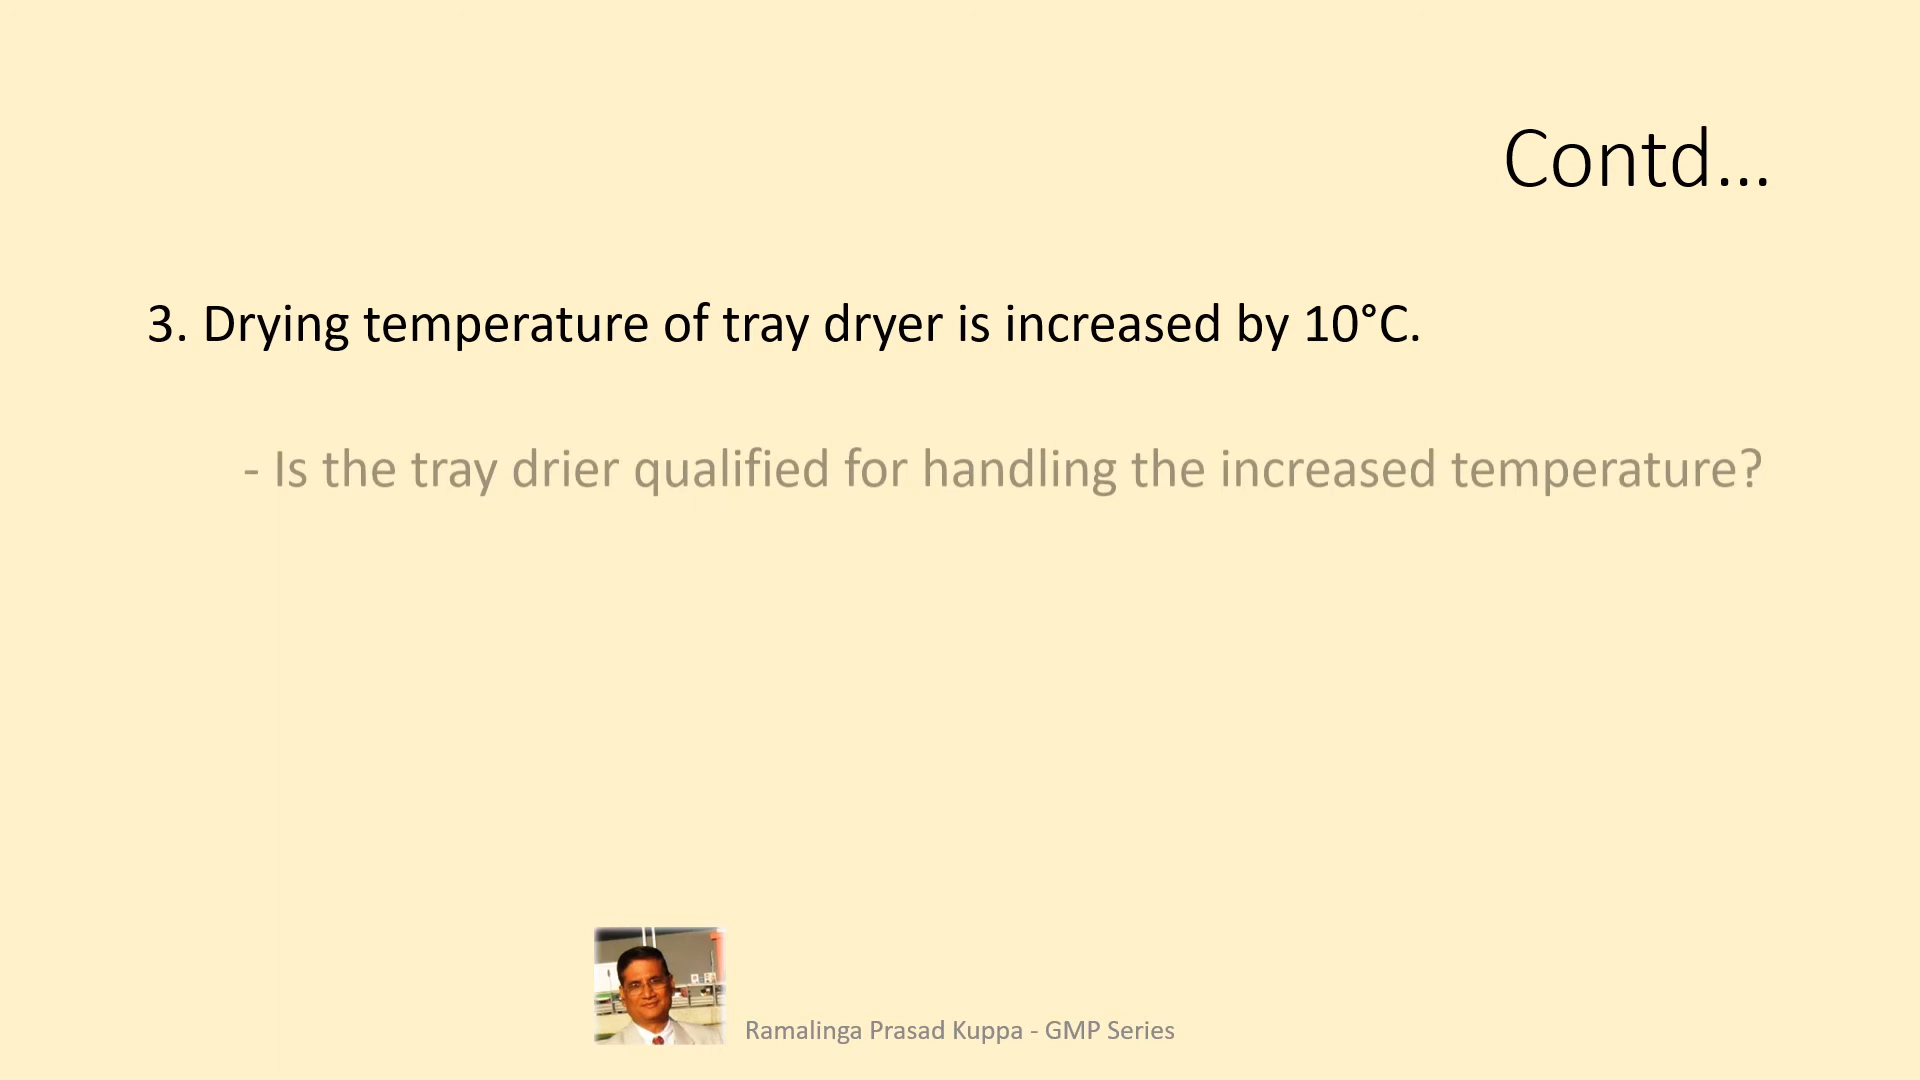 Contd...
3. Drying temperature of tray dryer is increased by 10°C.
- Is the tray drier qualified for handling the increased temperature?
Ramalinga Prasad Kuppa - GMP Series